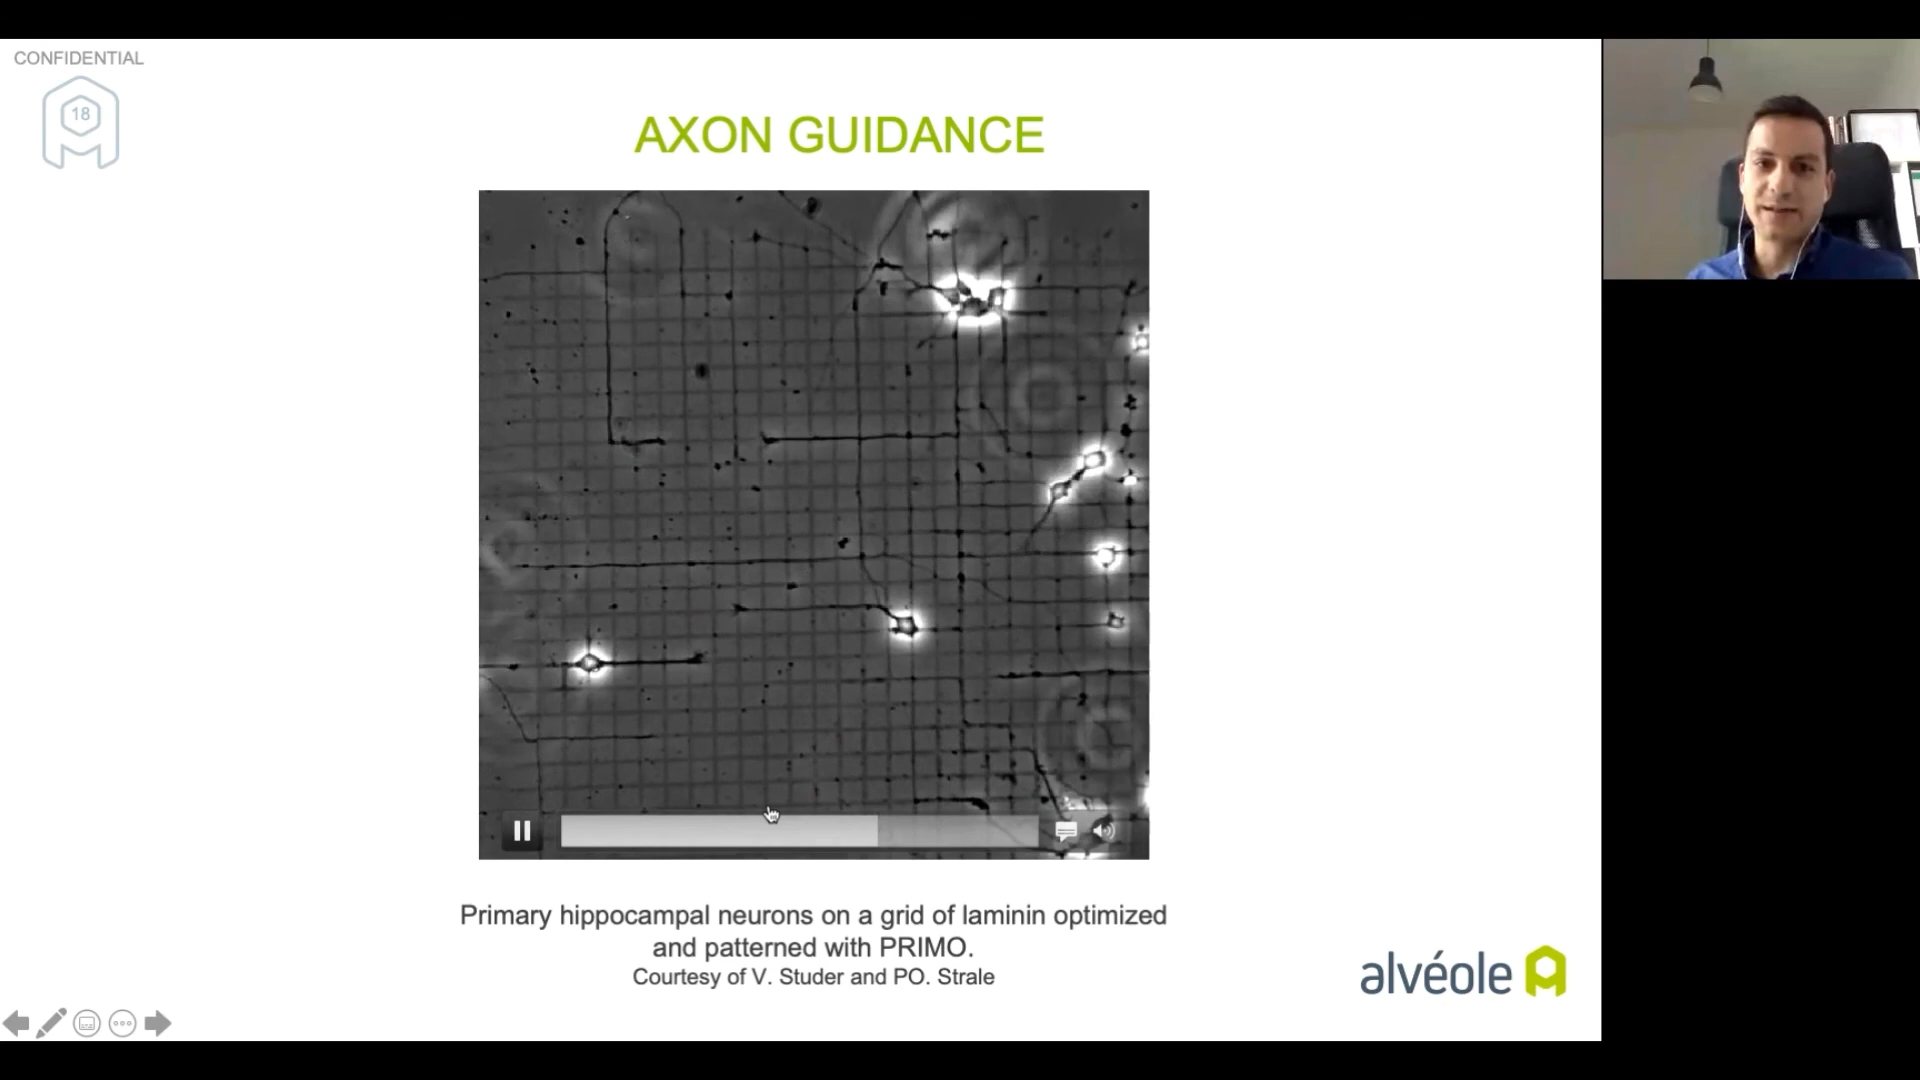 CONFIDENTIAL
18
AXON GUIDANCE
Primary hippocampal neurons on a grid of laminin optimized
and patterned with PRIMO.
Courtesy of V. Studer and PO. Strale
alvéole